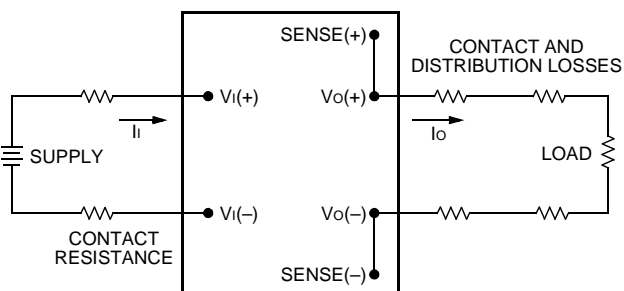 SENSE(+)
CONTACT AND
DISTRIBUTION LOSSES
VI(+)
VO(+)
II
IO
SUPPLY
LOAD
VI(–)
VO(–)
CONTACT
RESISTANCE
SENSE(–)